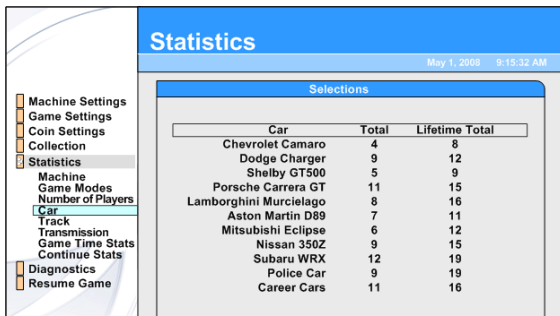 Statistics
May 1, 2008 9:15:32 AM
Machine Settings
Game Settings
Coin Settings
Collection
Statistics
Machine
Game Modes
Number of Players
Car
Track
Transmission
Game Time Stats
Continue Stats
Diagnostics
Resume Game
Selections
Car Total Lifetime Total
Chevrolet Camaro 4 8
Dodge Charger 9 12
Shelby GT500 5 9
Porsche Carrera GT 11 15
Lamborghini Murcielago 8 16
Aston Martin D89 7 11
Mitsubishi Eclipse 6 12
Nissan 350Z 9 15
Subaru WRX 12 19
Police Car 9 19
Career Cars 11 16